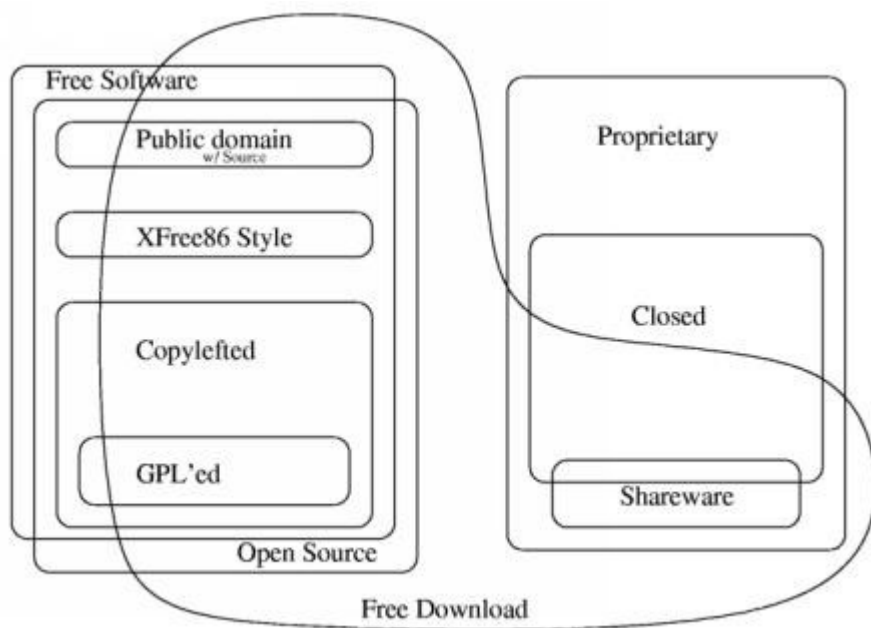 Free Software
Public domain
w/ Source
XFree86 Style
Copylefted
GPL'ed
Open Source
Proprietary
Closed
Shareware
Free Download